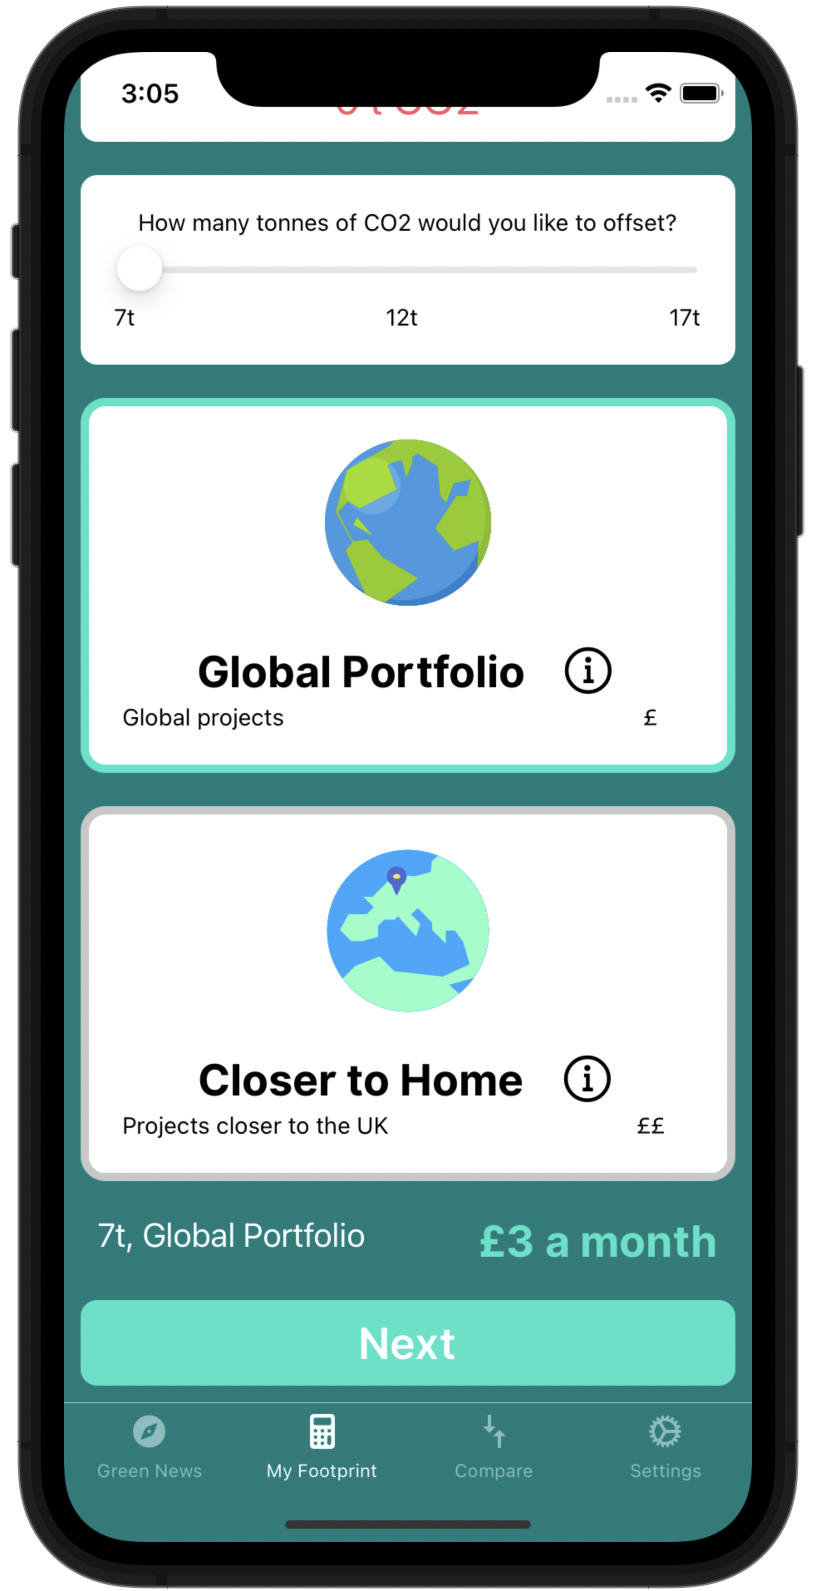 3:05
t CO2
How many tonnes of CO2 would you like to offset?
7t 12t 17t
Global Portfolio
Global projects £
Closer to Home
Projects closer to the UK ££
7t, Global Portfolio £3 a month
Next
Green News My Footprint Compare Settings